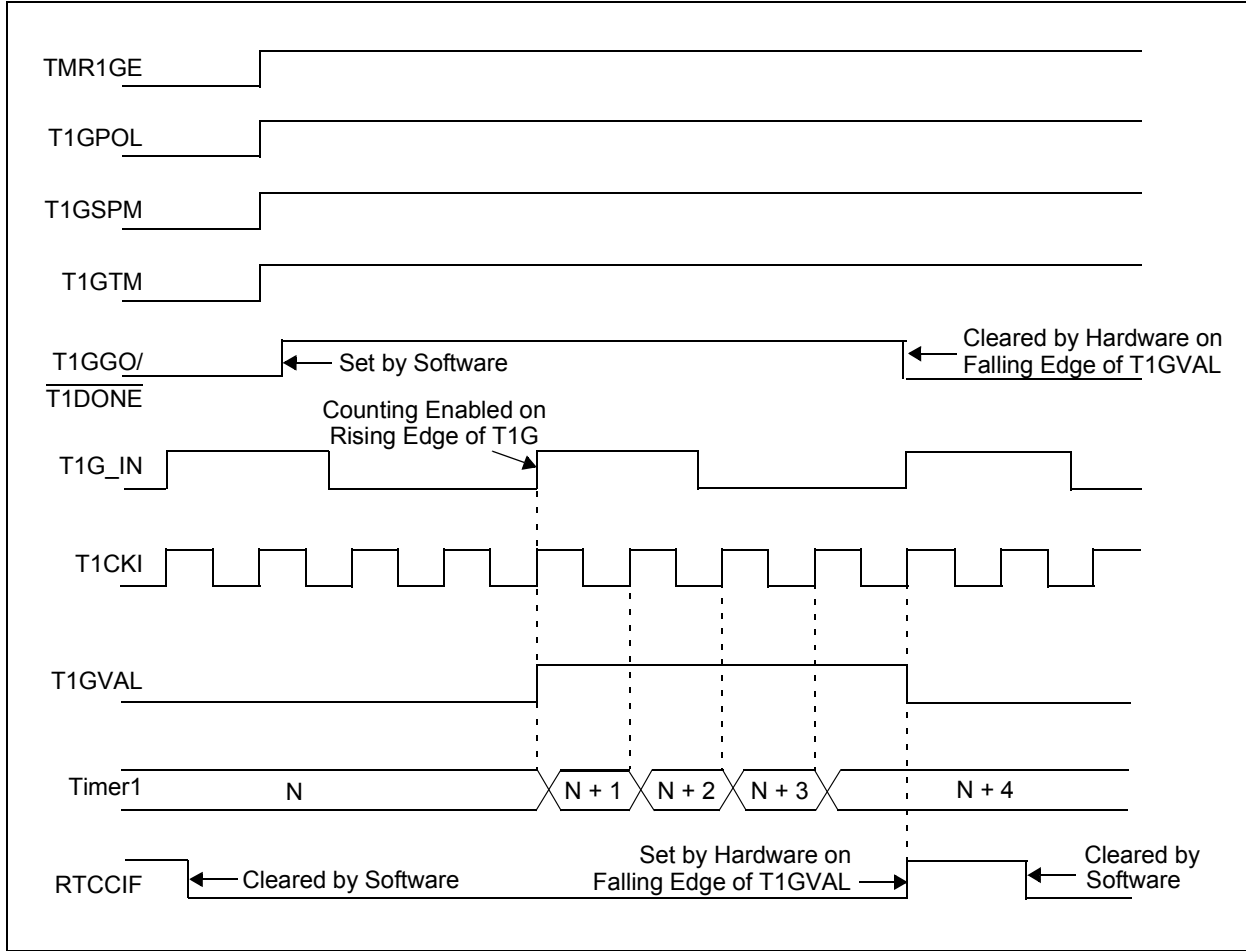 TMR1GE
T1GPOL
T1GSPM
T1GTM
T1GGO/
T1DONE
Set by Software
Cleared by Hardware on
Falling Edge of T1GVAL
Counting Enabled on
Rising Edge of T1G
T1G_IN
T1CKI
T1GVAL
Timer1
N
N + 1
N + 2
N + 3
N + 4
RTCCIF
Cleared by Software
Set by Hardware on
Falling Edge of T1GVAL
Cleared by
Software